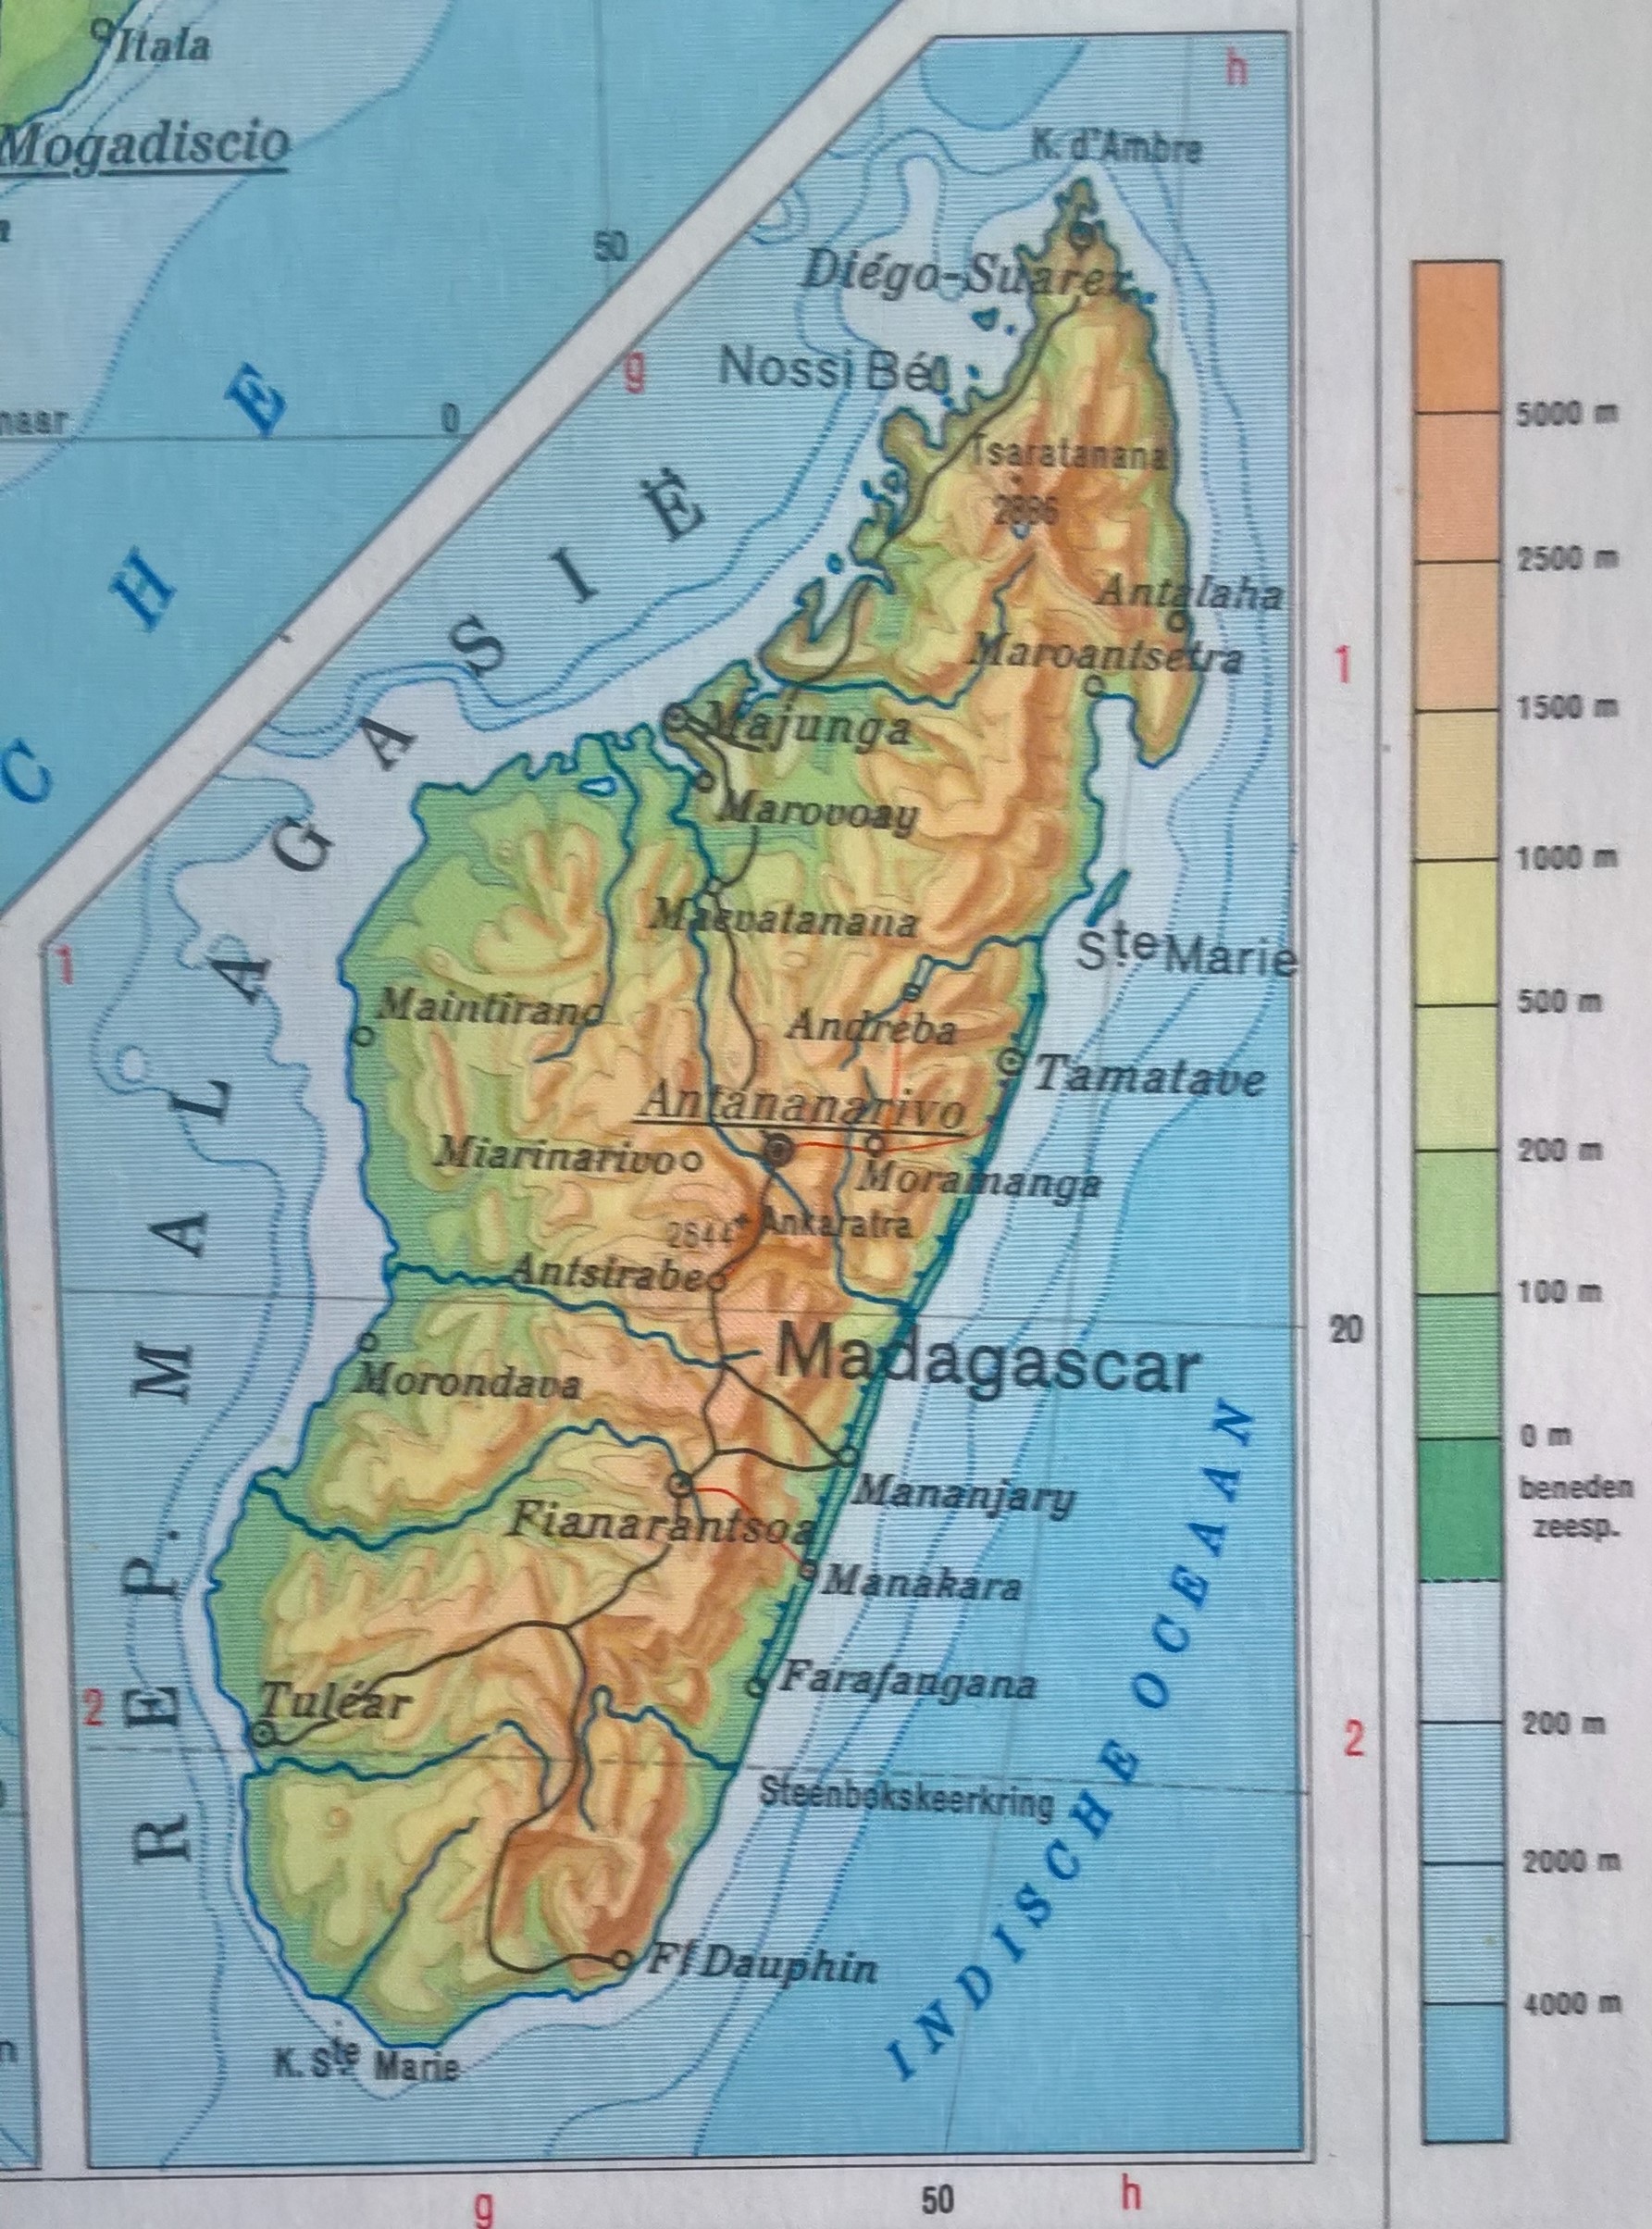 Itala
Mogadiscio
naar
50
0
C H E
h
K. d'Ambre
Diégo-Suarez
g
Nossi Bé
Tsaratanana
2886
Antalaha
Maroantsetra
1
Majunga
Marovoay
Maevatanana
Ste Marie
1
Maintirano
Andreba
Tamatave
Antananarivo
Miarinarivo
Moramanga
2644 Ankaratra
Antsirabe
20
Madagascar
Morondava
Mananjary
Fianarantsoa
Manakara
Farafangana
Tuléar
2
2
Steenbokskeerkring
Ft Dauphin
K. Ste Marie
REP. MALAGASIË
INDISCHE OCEAAN
g
50
h
5000 m
2500 m
1500 m
1000 m
500 m
200 m
100 m
0 m
beneden
zeesp.
200 m
2000 m
4000 m